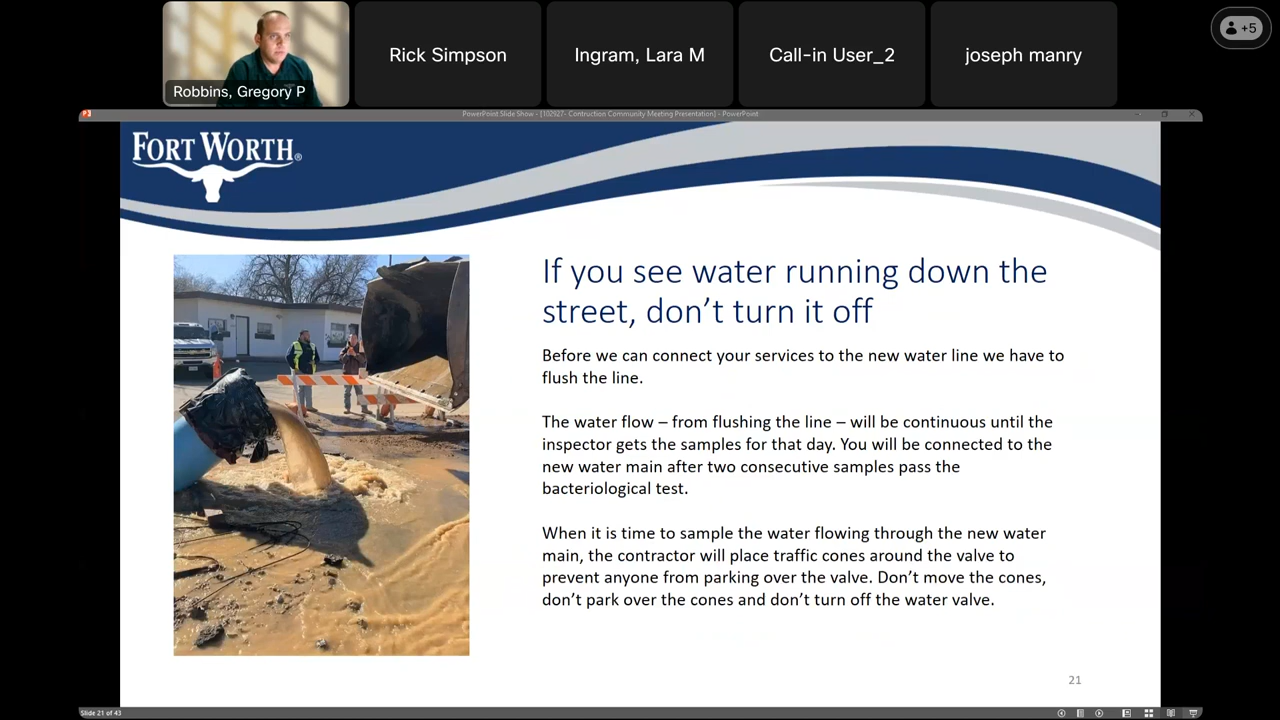 Robbins, Gregory P
Rick Simpson
Ingram, Lara M
Call-in User_2
joseph manry
+5
PowerPoint Slide Show - [102927- Contruction Community Meeting Presentation] - PowerPoint
FORT WORTH®
If you see water running down the
street, don’t turn it off
Before we can connect your services to the new water line we have to
flush the line.
The water flow – from flushing the line – will be continuous until the
inspector gets the samples for that day. You will be connected to the
new water main after two consecutive samples pass the
bacteriological test.
When it is time to sample the water flowing through the new water
main, the contractor will place traffic cones around the valve to
prevent anyone from parking over the valve. Don’t move the cones,
don’t park over the cones and don’t turn off the water valve.
21
Slide 21 of 43